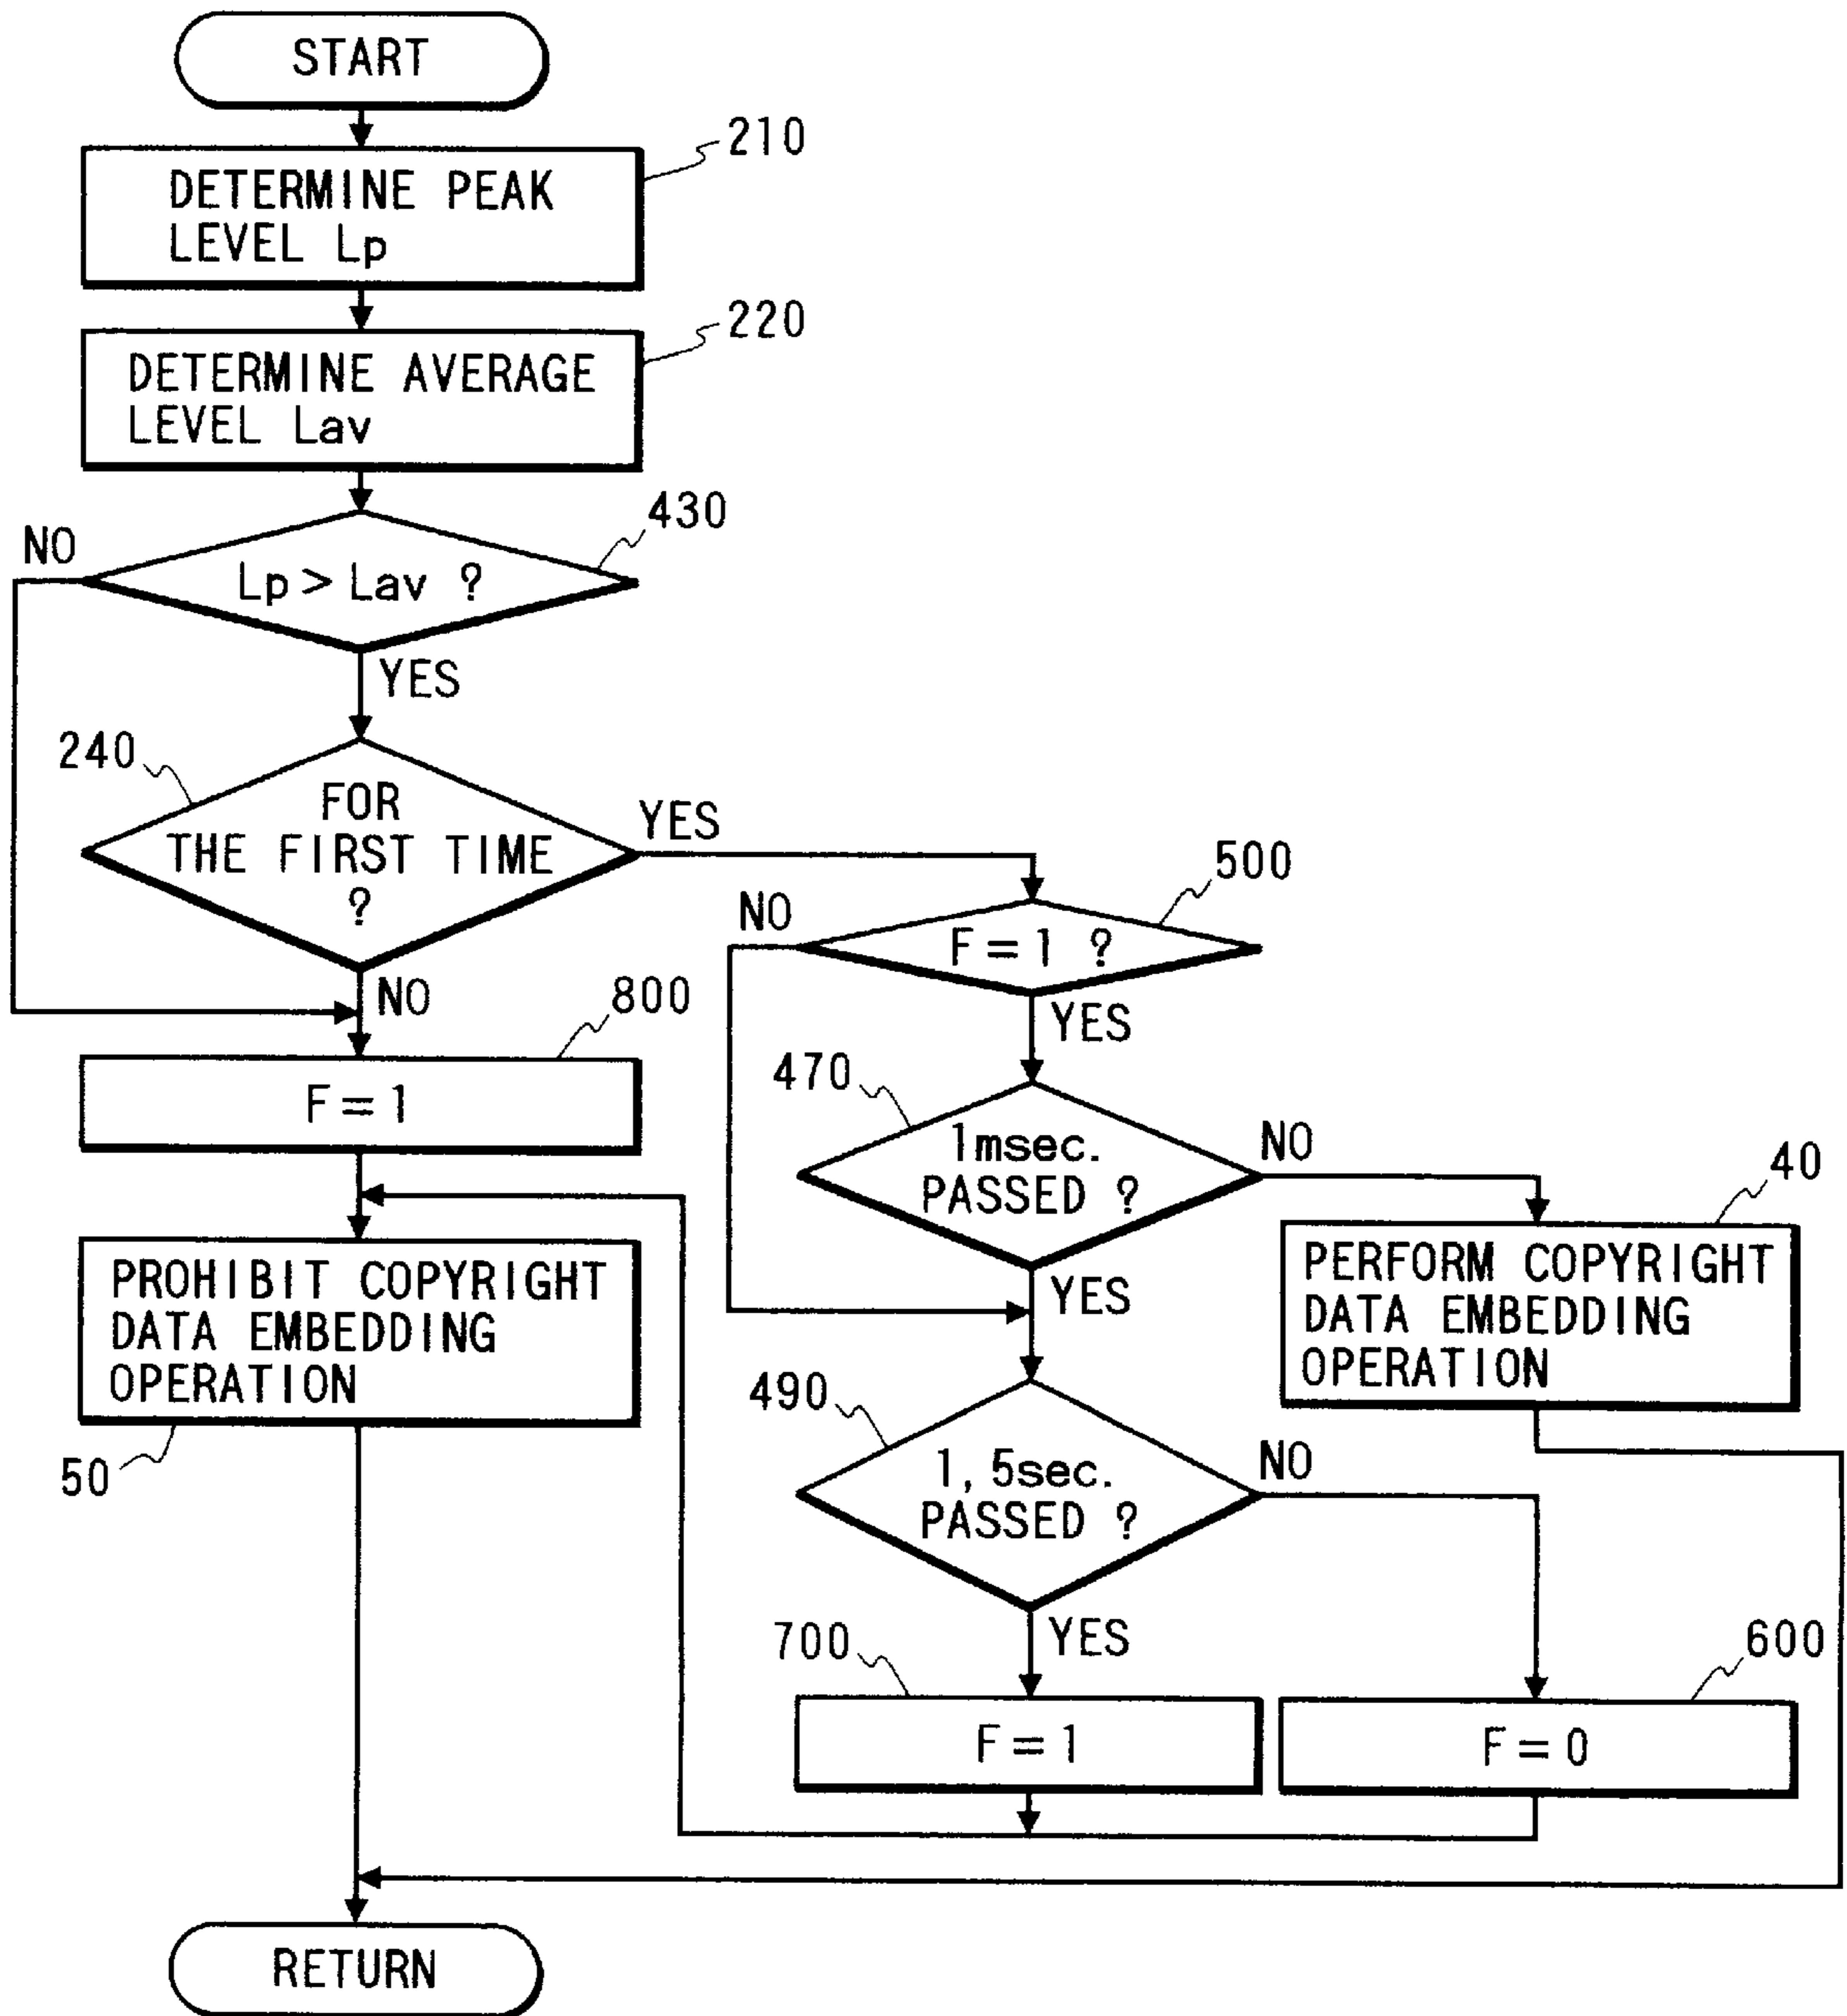 START
210
DETERMINE PEAK
LEVEL Lp
220
DETERMINE AVERAGE
LEVEL Lav
430
NO
Lp > Lav ?
YES
240
FOR
THE FIRST TIME
?
YES
NO
500
NO
F = 1 ?
YES
800
F = 1
470
1msec.
PASSED ?
NO
YES
40
PERFORM COPYRIGHT
DATA EMBEDDING
OPERATION
PROHIBIT COPYRIGHT
DATA EMBEDDING
OPERATION
50
490
1,5sec.
PASSED ?
NO
YES
700
F = 1
600
F = 0
RETURN